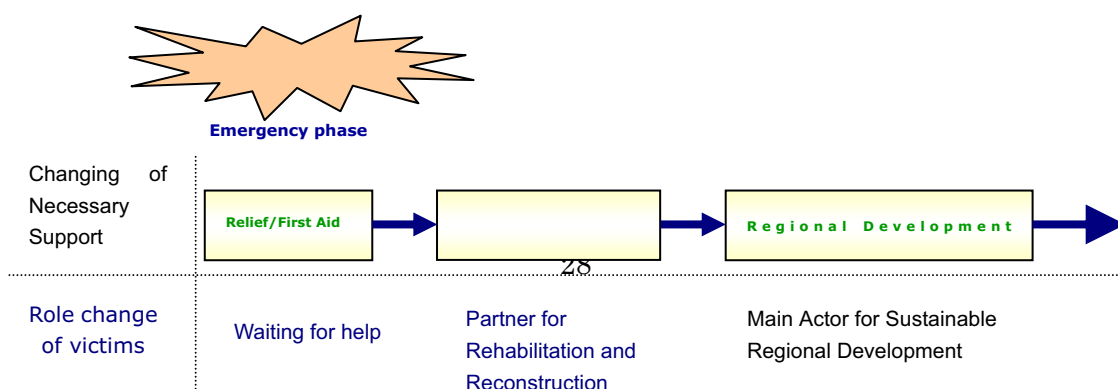 Emergency phase
Changing of
Necessary
Support
Relief/First Aid
Regional Development
28
Role change
of victims
Waiting for help
Partner for
Rehabilitation and
Reconstruction
Main Actor for Sustainable
Regional Development